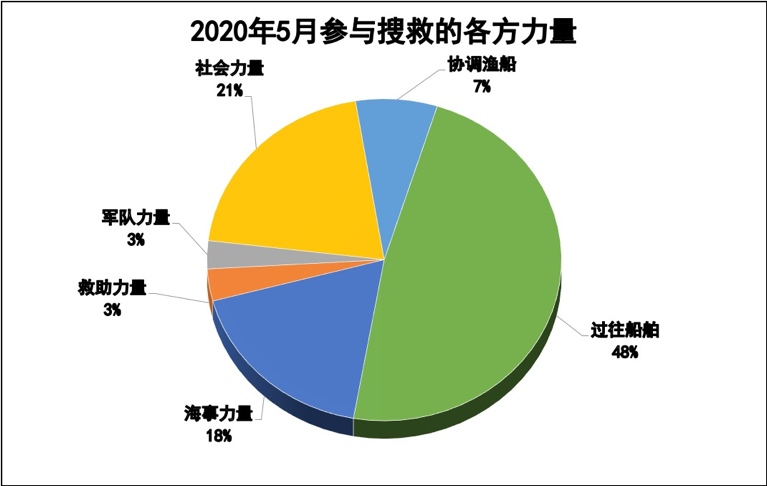 2020年5月参与搜救的各方力量
协调渔船
7%
社会力量
21%
军队力量
3%
救助力量
3%
过往船舶
48%
海事力量
18%